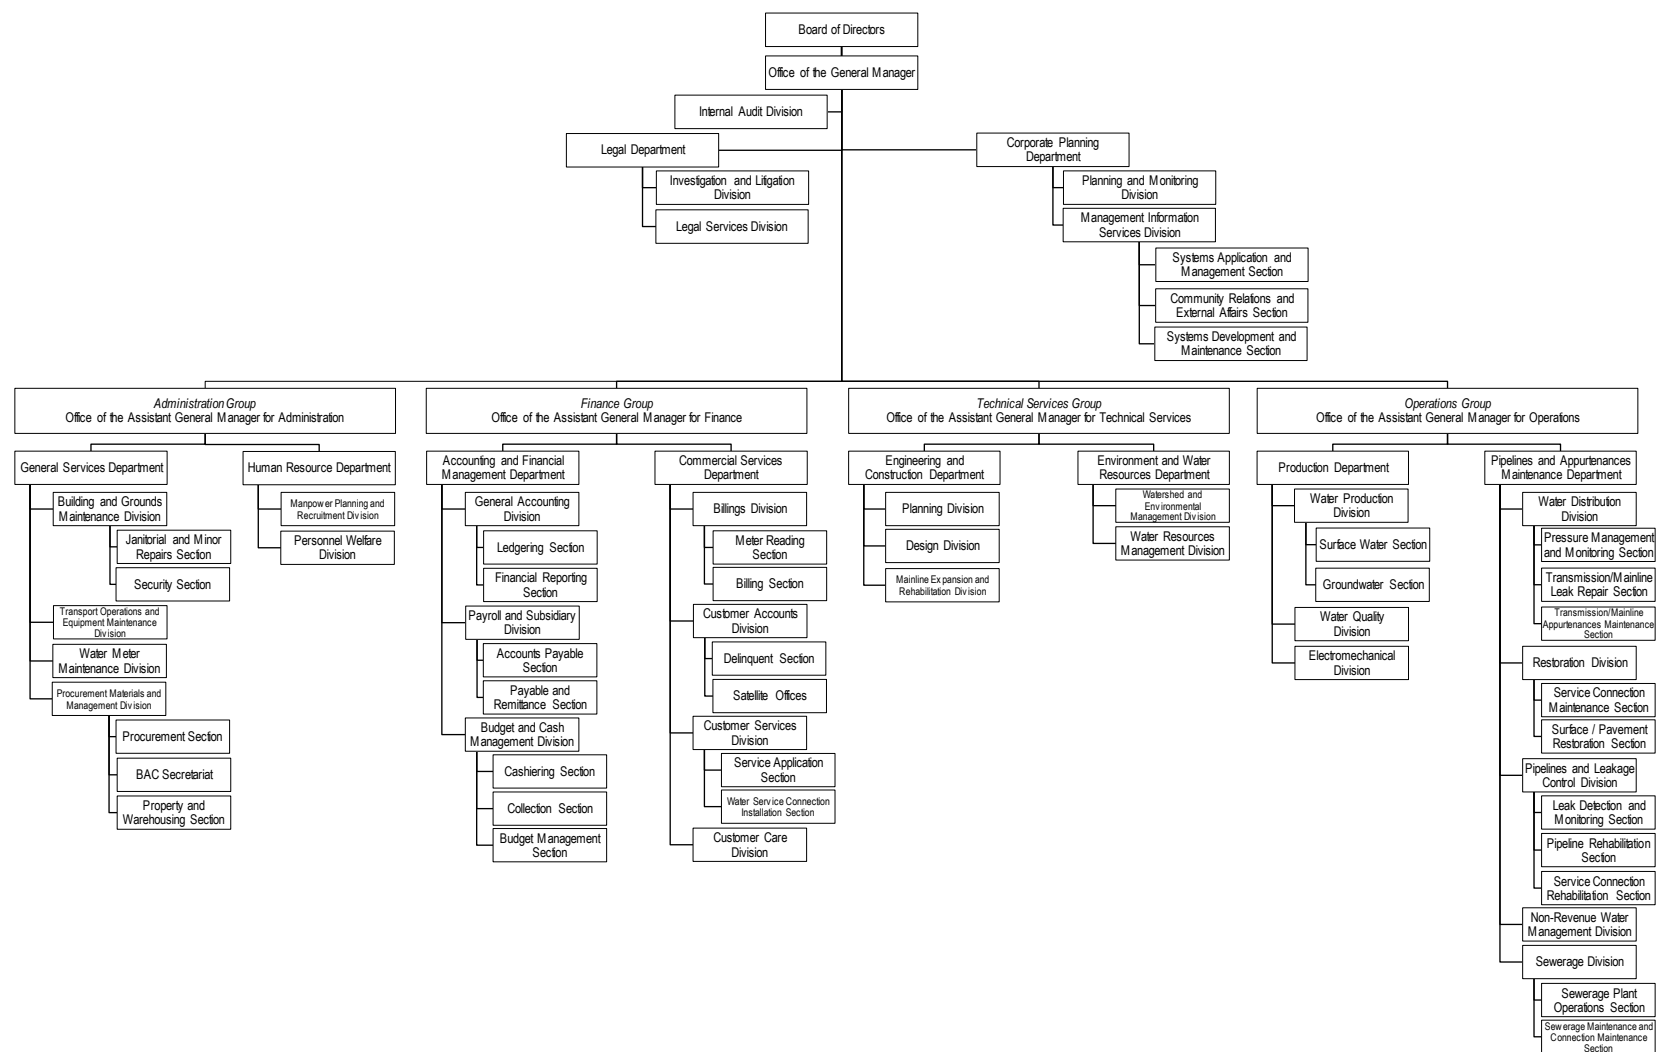 Board of Directors
Office of the General Manager
Internal Audit Division
Legal Department
Investigation and Litigation
Division
Legal Services Division
Corporate Planning
Department
Planning and Monitoring
Division
Management Information
Services Division
Systems Application and
Management Section
Community Relations and
External Affairs Section
Systems Development and
Maintenance Section
Administration Group
Office of the Assistant General Manager for Administration
General Services Department
Building and Grounds
Maintenance Division
Janitorial and Minor
Repairs Section
Security Section
Transport Operations and
Equipment Maintenance
Division
Water Meter
Maintenance Division
Procurement Materials and
Management Division
Procurement Section
BAC Secretariat
Property and
Warehousing Section
Human Resource Department
Manpower Planning and
Recruitment Division
Personnel Welfare
Division
Finance Group
Office of the Assistant General Manager for Finance
Accounting and Financial
Management Department
General Accounting
Division
Ledgering Section
Financial Reporting
Section
Payroll and Subsidiary
Division
Accounts Payable
Section
Payable and
Remittance Section
Budget and Cash
Management Division
Cashiering Section
Collection Section
Budget Management
Section
Commercial Services
Department
Billings Division
Meter Reading
Section
Billing Section
Customer Accounts
Division
Delinquent Section
Satellite Offices
Customer Services
Division
Service Application
Section
Water Service Connection
Installation Section
Customer Care
Division
Technical Services Group
Office of the Assistant General Manager for Technical Services
Engineering and
Construction Department
Planning Division
Design Division
Mainline Expansion and
Rehabilitation Division
Environment and Water
Resources Department
Watershed and
Environmental
Management Division
Water Resources
Management Division
Operations Group
Office of the Assistant General Manager for Operations
Production Department
Water Production
Division
Surface Water Section
Groundwater Section
Water Quality
Division
Electromechanical
Division
Pipelines and Appurtenances
Maintenance Department
Water Distribution
Division
Pressure Management
and Monitoring Section
Transmission/Mainline
Leak Repair Section
Transmission/Mainline
Appurtenances Maintenance
Section
Restoration Division
Service Connection
Maintenance Section
Surface / Pavement
Restoration Section
Pipelines and Leakage
Control Division
Leak Detection and
Monitoring Section
Pipeline Rehabilitation
Section
Service Connection
Rehabilitation Section
Non-Revenue Water
Management Division
Sewerage Division
Sewerage Plant
Operations Section
Sewerage Maintenance and
Connection Maintenance
Section